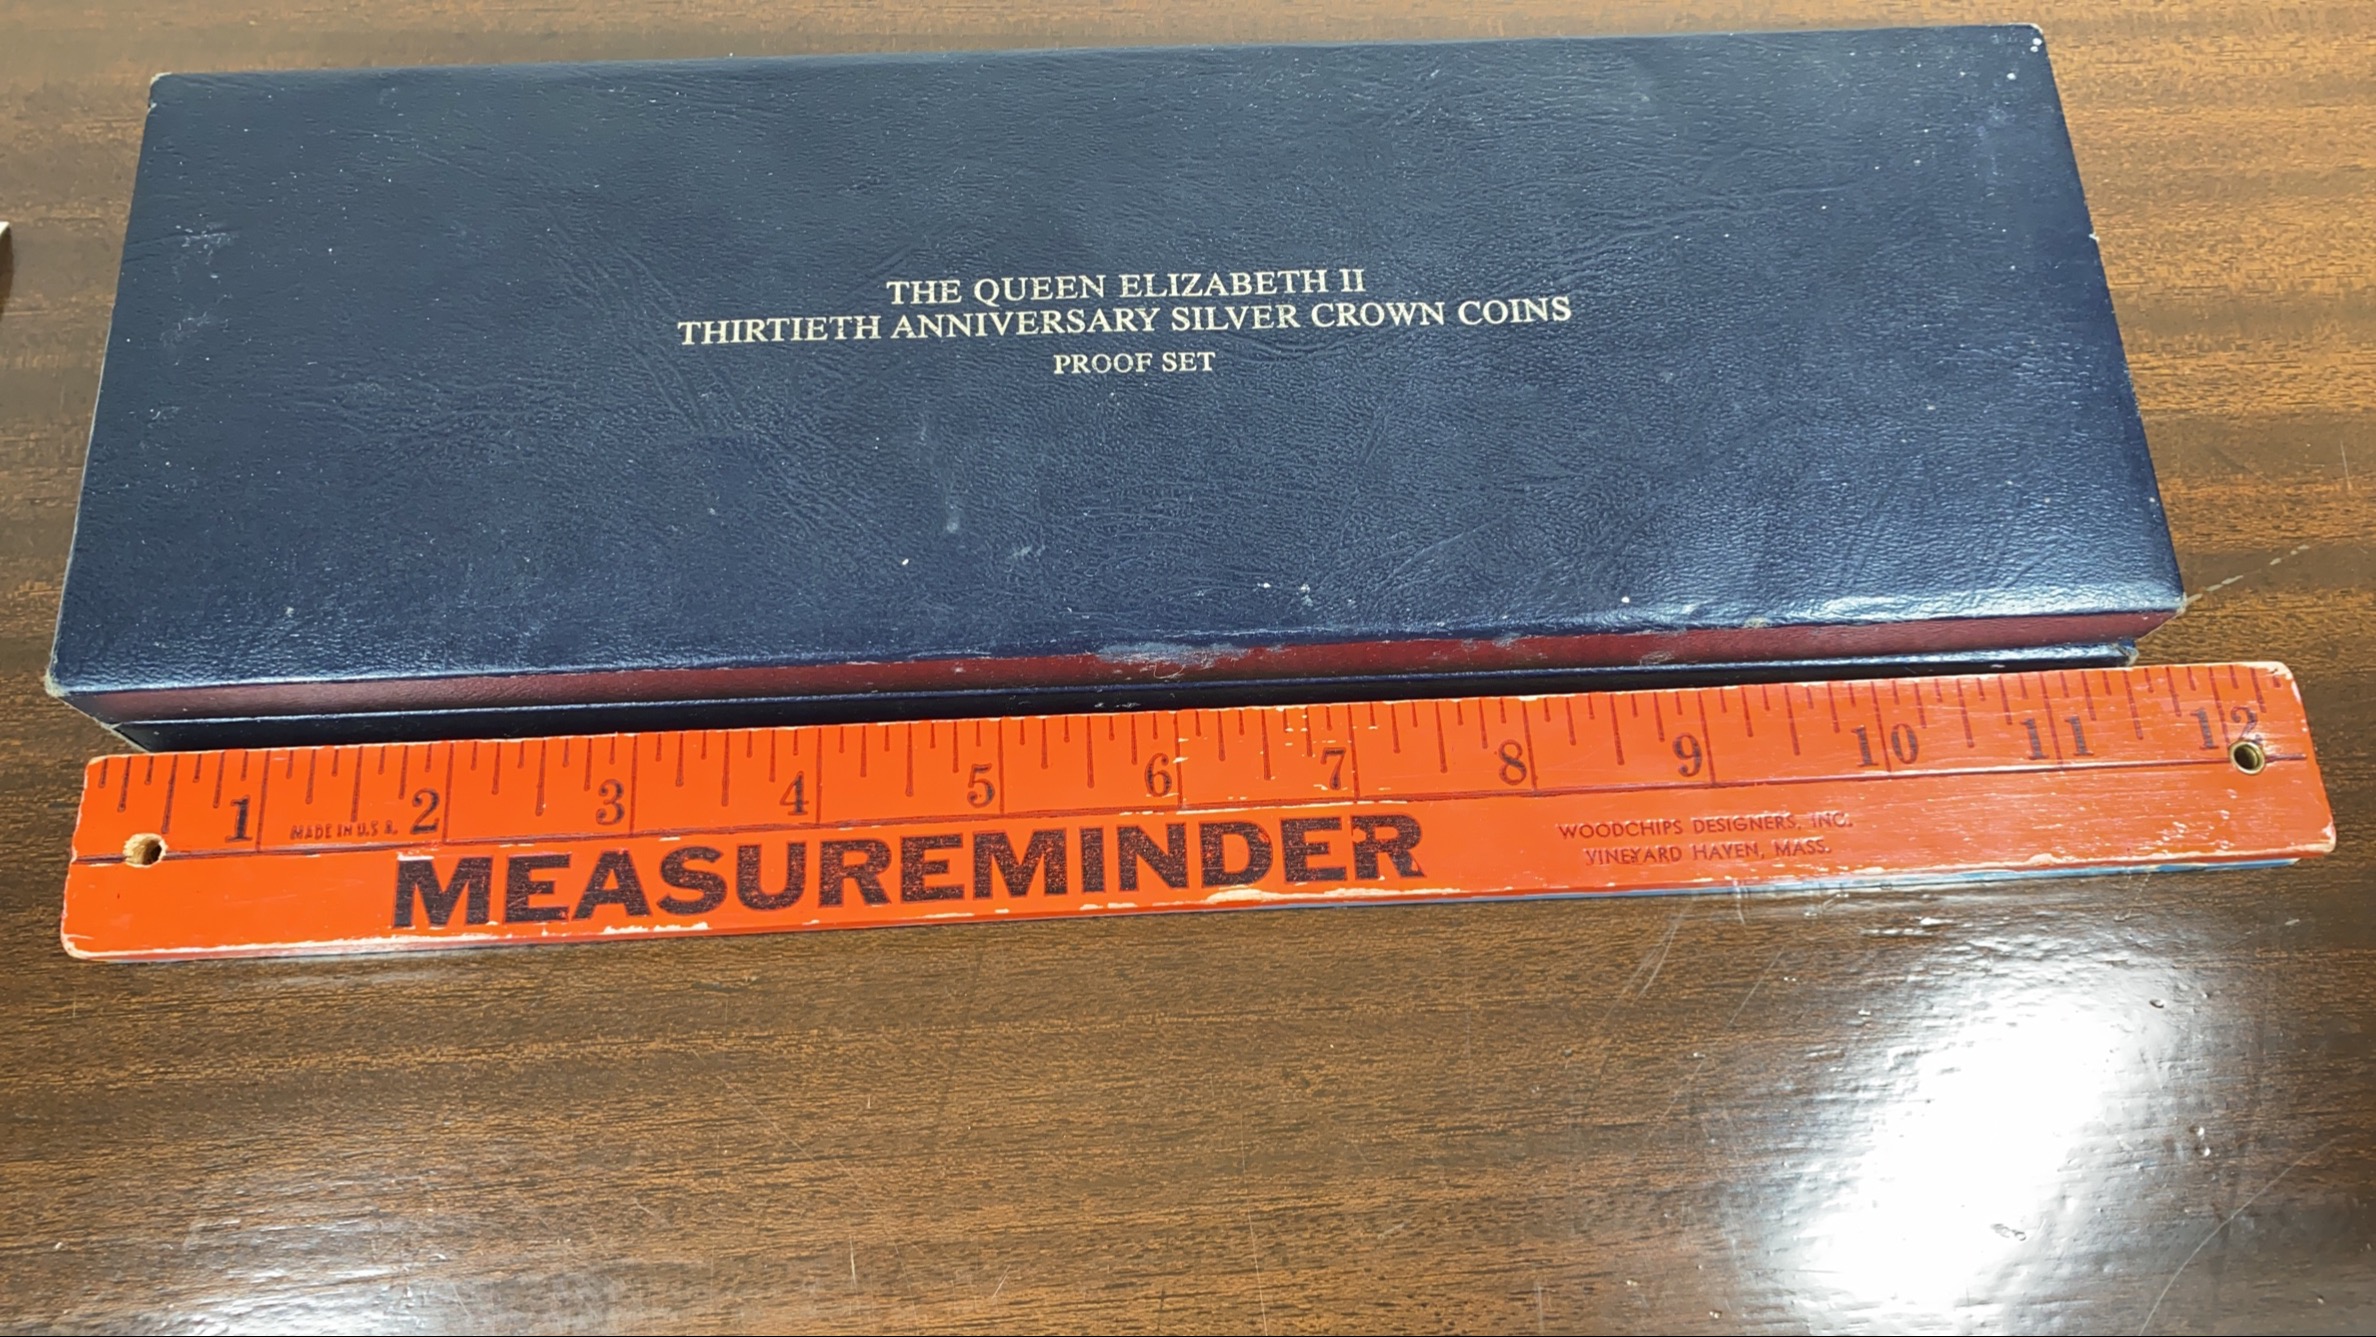 THE QUEEN ELIZABETH II
THIRTIETH ANNIVERSARY SILVER CROWN COINS
PROOF SET
1 2 3 4 5 6 7 8 9 10 11 12
MADE IN U.S.A.
MEASUREMINDER
WOODCHIPS DESIGNERS, INC.
VINEYARD HAVEN, MASS.